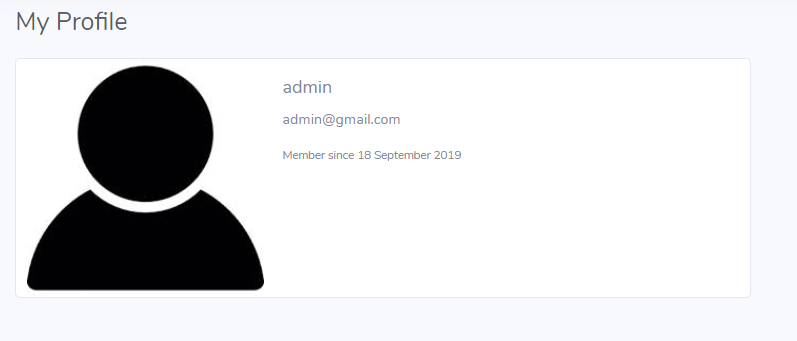 My Profile
admin
admin@gmail.com
Member since 18 September 2019